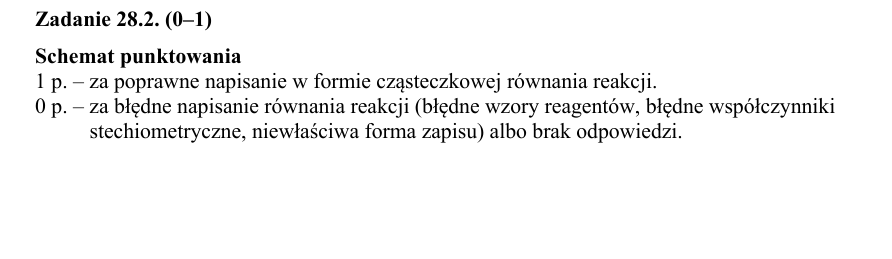 Zadanie 28.2. (0–1)
Schemat punktowania
1 p. – za poprawne napisanie w formie cząsteczkowej równania reakcji.
0 p. – za błędne napisanie równania reakcji (błędne wzory reagentów, błędne współczynniki
stechiometryczne, niewłaściwa forma zapisu) albo brak odpowiedzi.